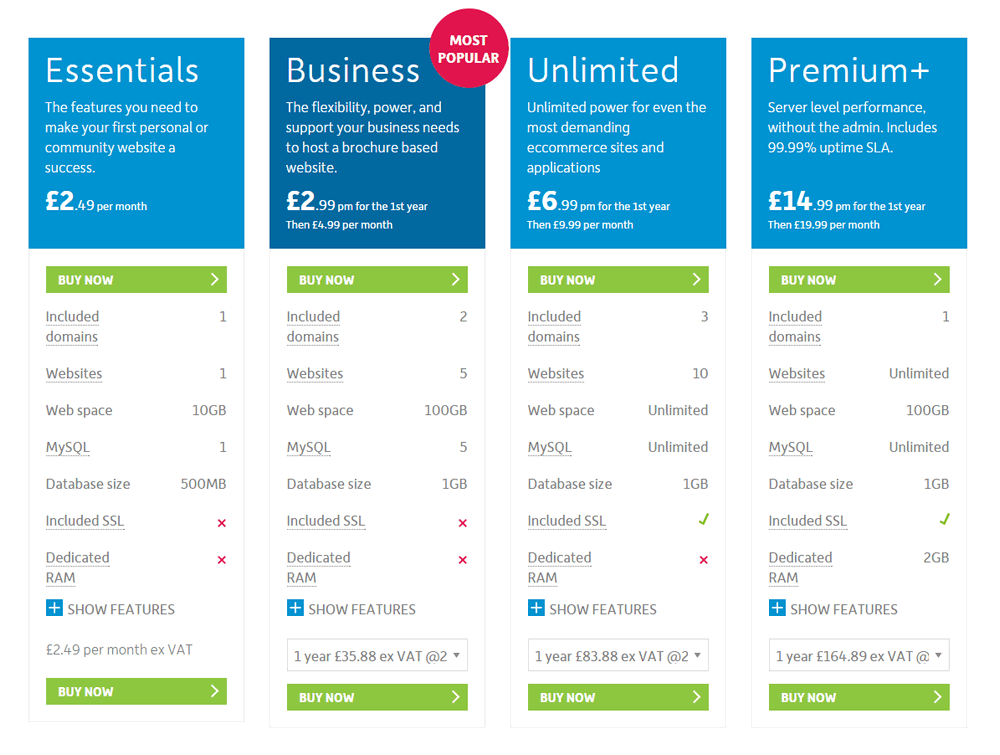 MOST
POPULAR
Essentials
The features you need to
make your first personal or
community website a
success.
£2.49 per month
BUY NOW
Included
domains
1
Websites 1
Web space 10GB
MySQL 1
Database size 500MB
Included SSL
Dedicated
RAM
SHOW FEATURES
£2.49 per month ex VAT
BUY NOW
Business
The flexibility, power, and
support your business needs
to host a brochure based
website.
£2.99 pm for the 1st year
Then £4.99 per month
BUY NOW
Included
domains
2
Websites 5
Web space 100GB
MySQL 5
Database size 1GB
Included SSL
Dedicated
RAM
SHOW FEATURES
1 year £35.88 ex VAT @2
BUY NOW
Unlimited
Unlimited power for even the
most demanding
eccommerce sites and
applications
£6.99 pm for the 1st year
Then £9.99 per month
BUY NOW
Included
domains
3
Websites 10
Web space Unlimited
MySQL Unlimited
Database size 1GB
Included SSL
Dedicated
RAM
SHOW FEATURES
1 year £83.88 ex VAT @2
BUY NOW
Premium+
Server level performance,
without the admin. Includes
99.99% uptime SLA.
£14.99 pm for the 1st year
Then £19.99 per month
BUY NOW
Included
domains
1
Websites Unlimited
Web space 100GB
MySQL Unlimited
Database size 1GB
Included SSL
Dedicated
RAM
2GB
SHOW FEATURES
1 year £164.89 ex VAT @
BUY NOW